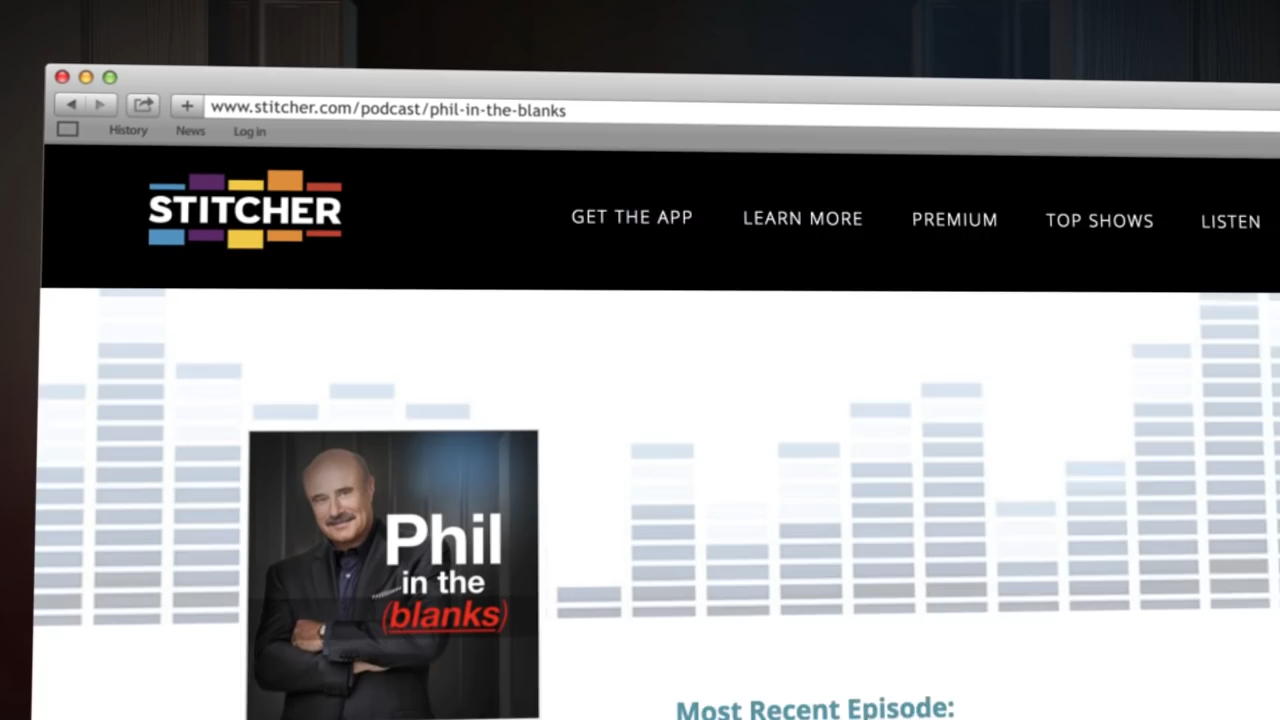 www.stitcher.com/podcast/phil-in-the-blanks
History News Log in
STITCHER
GET THE APP LEARN MORE PREMIUM TOP SHOWS LISTEN
Phil
in the
(blanks)
Most Recent Episode: